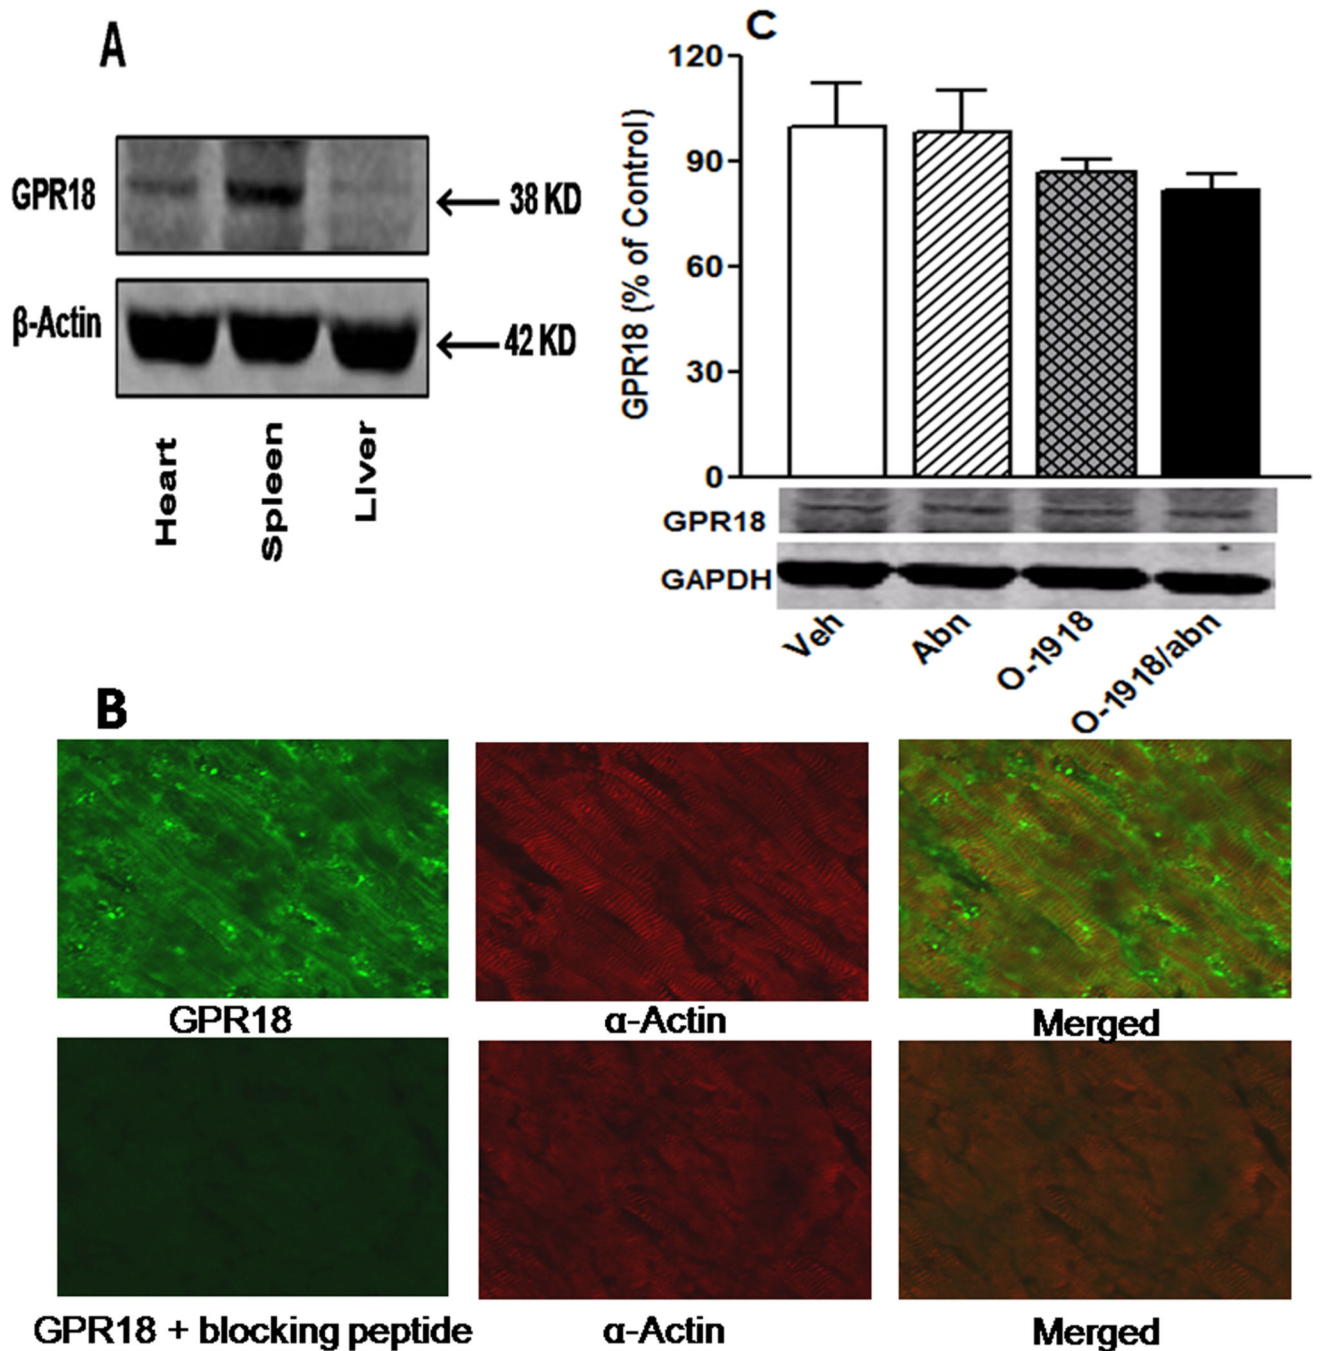 A
GPR18
38 KD
β-Actin
42 KD
Heart
Spleen
Liver
C
GPR18 (% of Control)
120
90
60
30
0
GPR18
GAPDH
Veh
Abn
O-1918
O-1918/abn
B
GPR18
α-Actin
Merged
GPR18 + blocking peptide
α-Actin
Merged